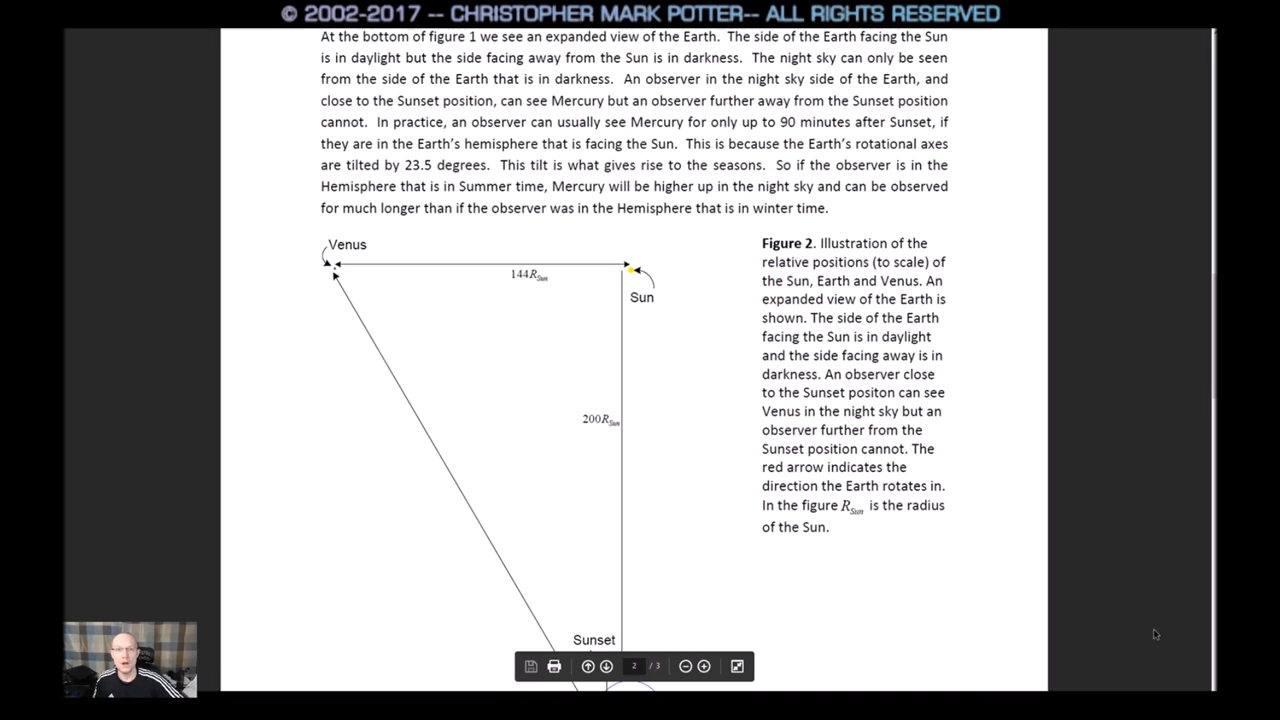 © 2002-2017 -- CHRISTOPHER MARK POTTER-- ALL RIGHTS RESERVED
At the bottom of figure 1 we see an expanded view of the Earth. The side of the Earth facing the Sun
is in daylight but the side facing away from the Sun is in darkness. The night sky can only be seen
from the side of the Earth that is in darkness. An observer in the night sky side of the Earth, and
close to the Sunset position, can see Mercury but an observer further away from the Sunset position
cannot. In practice, an observer can usually see Mercury for only up to 90 minutes after Sunset, if
they are in the Earth's hemisphere that is facing the Sun. This is because the Earth's rotational axes
are tilted by 23.5 degrees. This tilt is what gives rise to the seasons. So if the observer is in the
Hemisphere that is in Summer time, Mercury will be higher up in the night sky and can be observed
for much longer than if the observer was in the Hemisphere that is in winter time.
Venus
144R_Sun
Sun
200R_Sun
Sunset
Figure 2. Illustration of the
relative positions (to scale) of
the Sun, Earth and Venus. An
expanded view of the Earth is
shown. The side of the Earth
facing the Sun is in daylight
and the side facing away is in
darkness. An observer close
to the Sunset positon can see
Venus in the night sky but an
observer further from the
Sunset position cannot. The
red arrow indicates the
direction the Earth rotates in.
In the figure R_Sun is the radius
of the Sun.
2 / 3